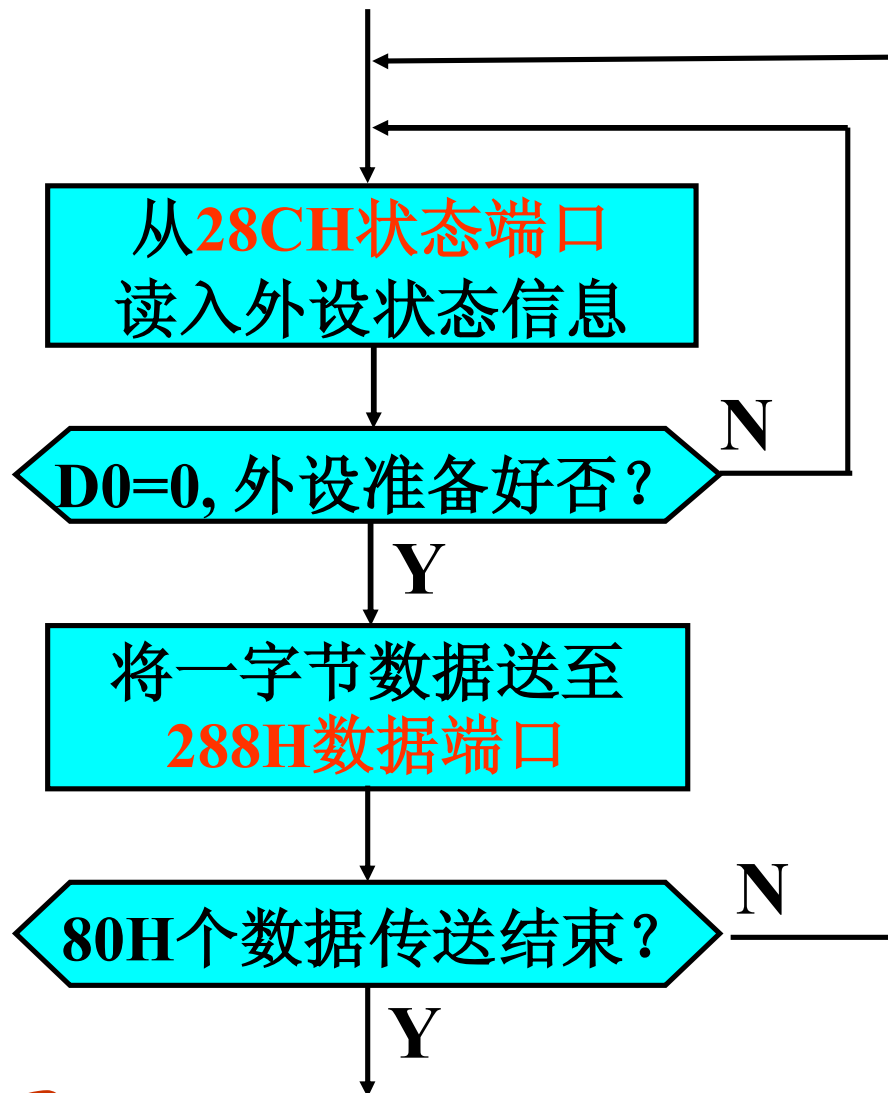 从28CH状态端口
读入外设状态信息
N
D0=0, 外设准备好否？
Y
将一字节数据送至
288H数据端口
N
80H个数据传送结束？
Y